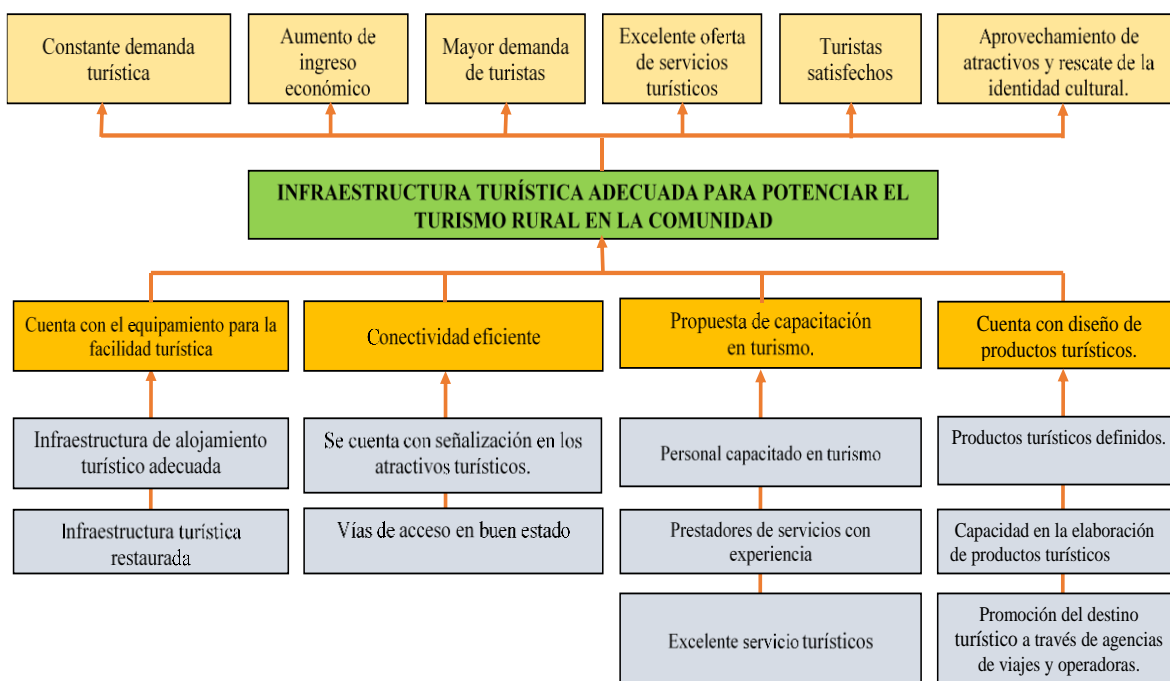 Constante demanda
turística
Aumento de
ingreso
económico
Mayor demanda
de turistas
Excelente oferta
de servicios
turísticos
Turistas
satisfechos
Aprovechamiento de
atractivos y rescate de la
identidad cultural.
INFRAESTRUCTURA TURÍSTICA ADECUADA PARA POTENCIAR EL
TURISMO RURAL EN LA COMUNIDAD
Cuenta con el equipamiento para la
facilidad turística
Conectividad eficiente
Propuesta de capacitación
en turismo.
Cuenta con diseño de
productos turísticos.
Infraestructura de alojamiento
turístico adecuada
Se cuenta con señalización en los
atractivos turísticos.
Personal capacitado en turismo
Productos turísticos definidos.
Infraestructura turística
restaurada
Vías de acceso en buen estado
Prestadores de servicios con
experiencia
Capacidad en la elaboración
de productos turísticos
Excelente servicio turísticos
Promoción del destino
turístico a través de agencias
de viajes y operadoras.